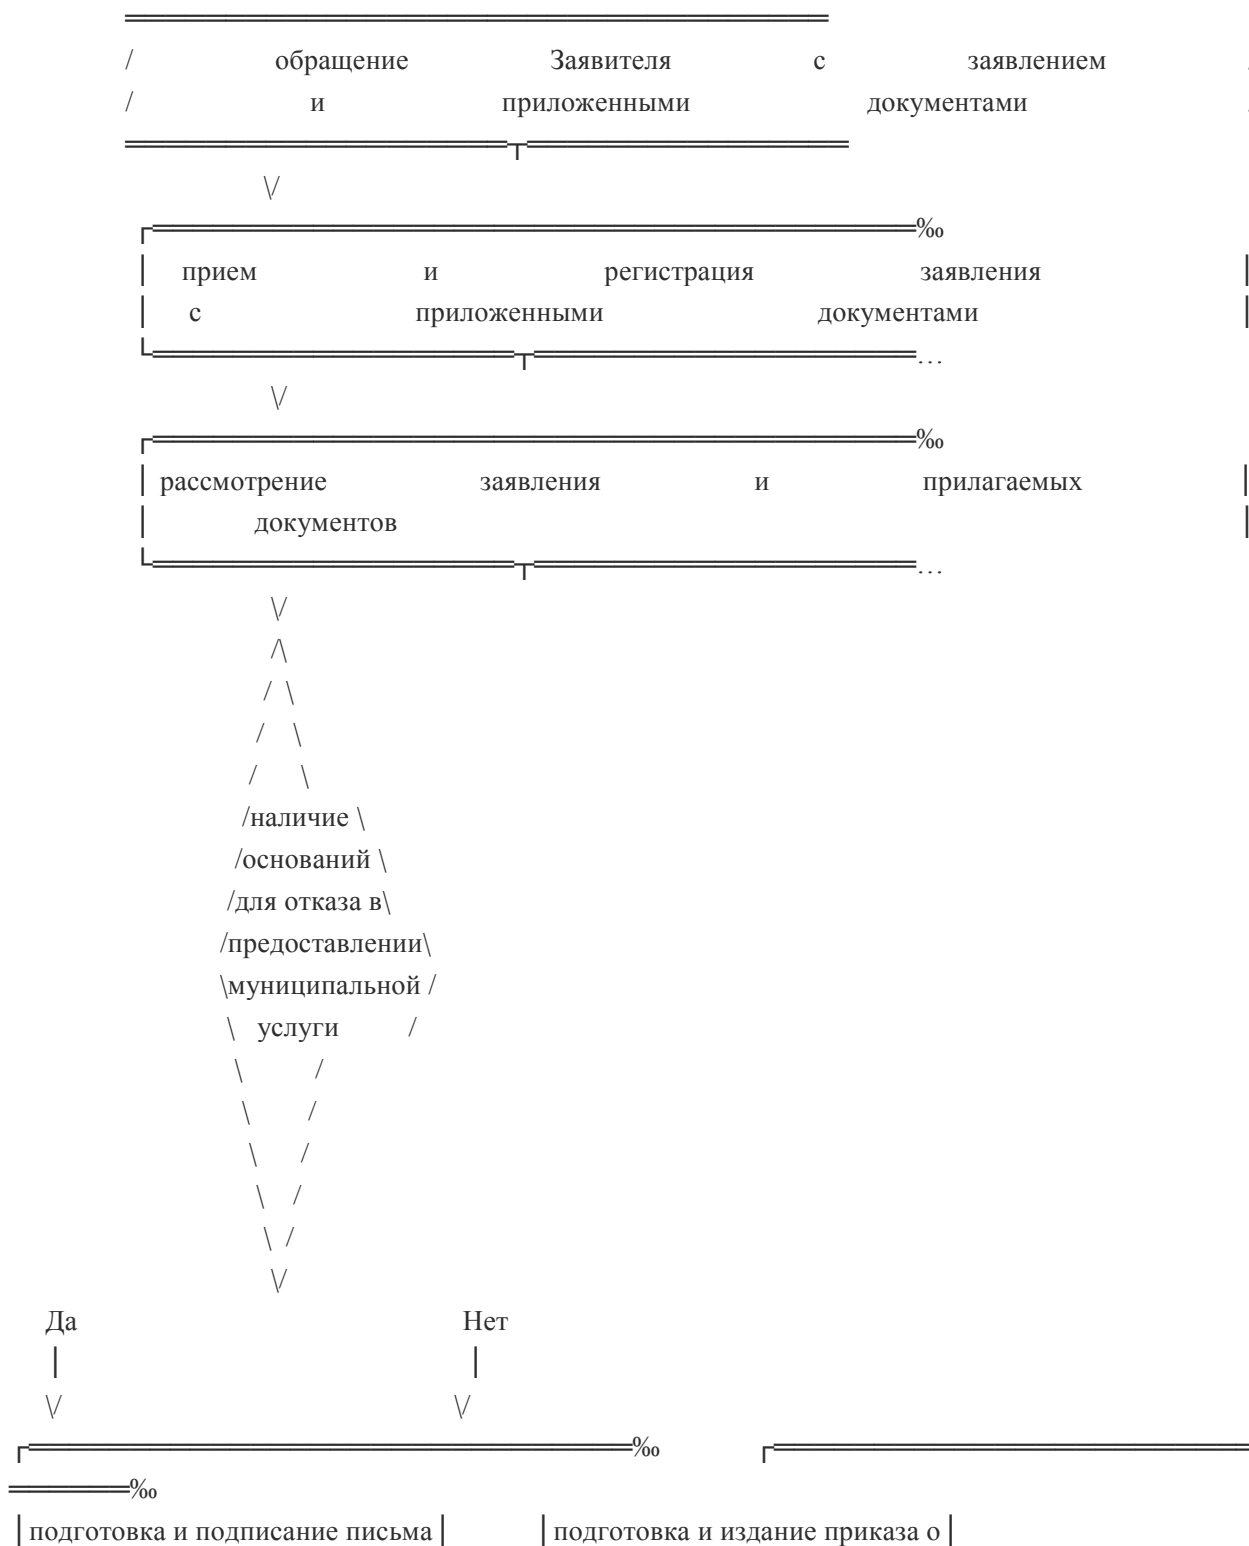 обращение Заявителя с заявлением
и приложенными документами
прием и регистрация заявления
с приложенными документами
рассмотрение заявления и прилагаемых
документов
наличие
оснований
для отказа в
предоставлении
муниципальной
услуги
Да Нет
подготовка и подписание письма подготовка и издание приказа о